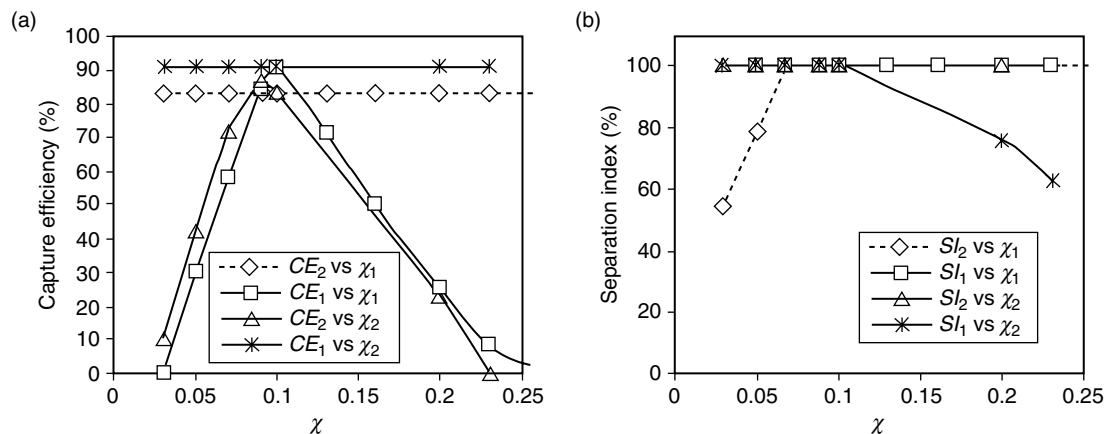 (a)
100
90
80
70
60
50
40
30
20
10
0
Capture efficiency (%)
0
0.05
0.1
0.15
0.2
0.25
χ
CE₂ vs χ₁
CE₁ vs χ₁
CE₂ vs χ₂
CE₁ vs χ₂
(b)
100
80
60
40
20
0
Separation index (%)
0
0.05
0.1
0.15
0.2
0.25
χ
SI₂ vs χ₁
SI₁ vs χ₁
SI₂ vs χ₂
SI₁ vs χ₂